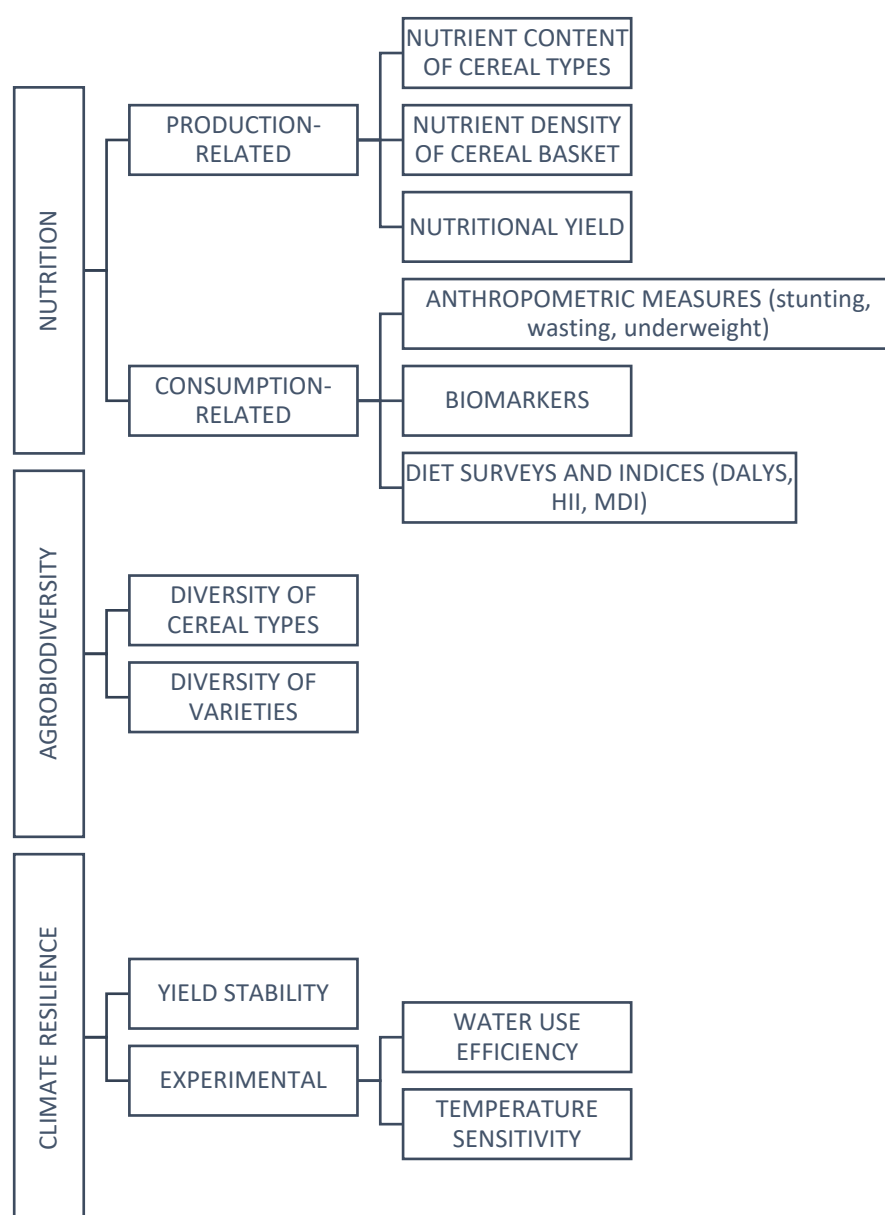 NUTRITION
PRODUCTION-
RELATED
NUTRIENT CONTENT
OF CEREAL TYPES
NUTRIENT DENSITY
OF CEREAL BASKET
NUTRITIONAL YIELD
CONSUMPTION-
RELATED
ANTHROPOMETRIC MEASURES (stunting,
wasting, underweight)
BIOMARKERS
DIET SURVEYS AND INDICES (DALYS,
HII, MDI)
AGROBIODIVERSITY
DIVERSITY OF
CEREAL TYPES
DIVERSITY OF
VARIETIES
CLIMATE RESILIENCE
YIELD STABILITY
EXPERIMENTAL
WATER USE
EFFICIENCY
TEMPERATURE
SENSITIVITY